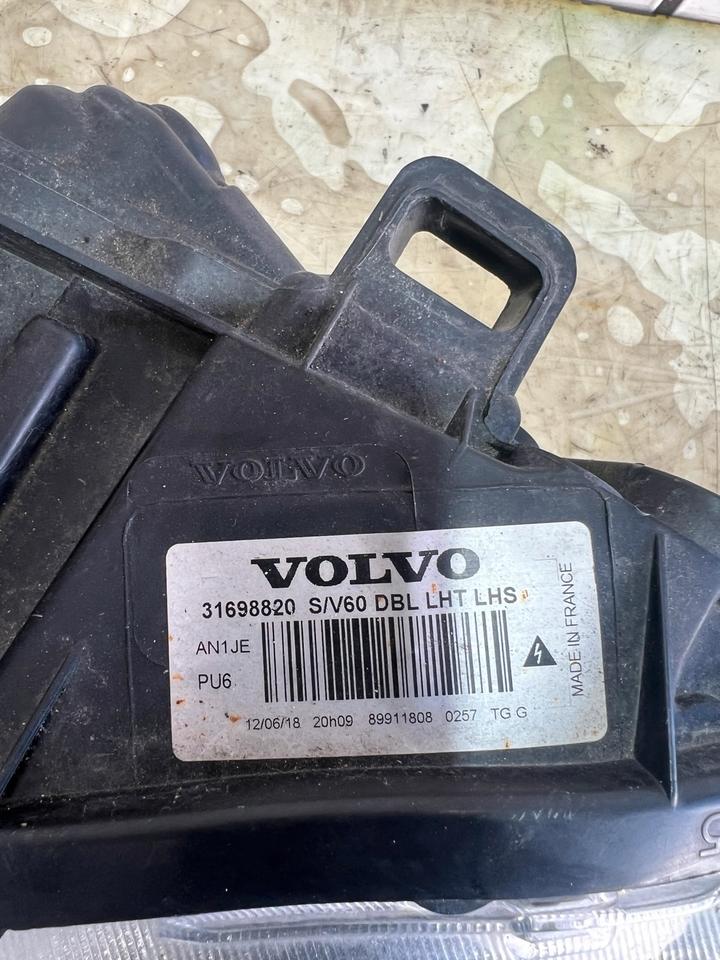 VOLVO
VOLVO
31698820 S/V60 DBL LHT LHS
AN1JE
PU6
12/06/18 20h09 89911808 0257 TG G
MADE IN FRANCE
5